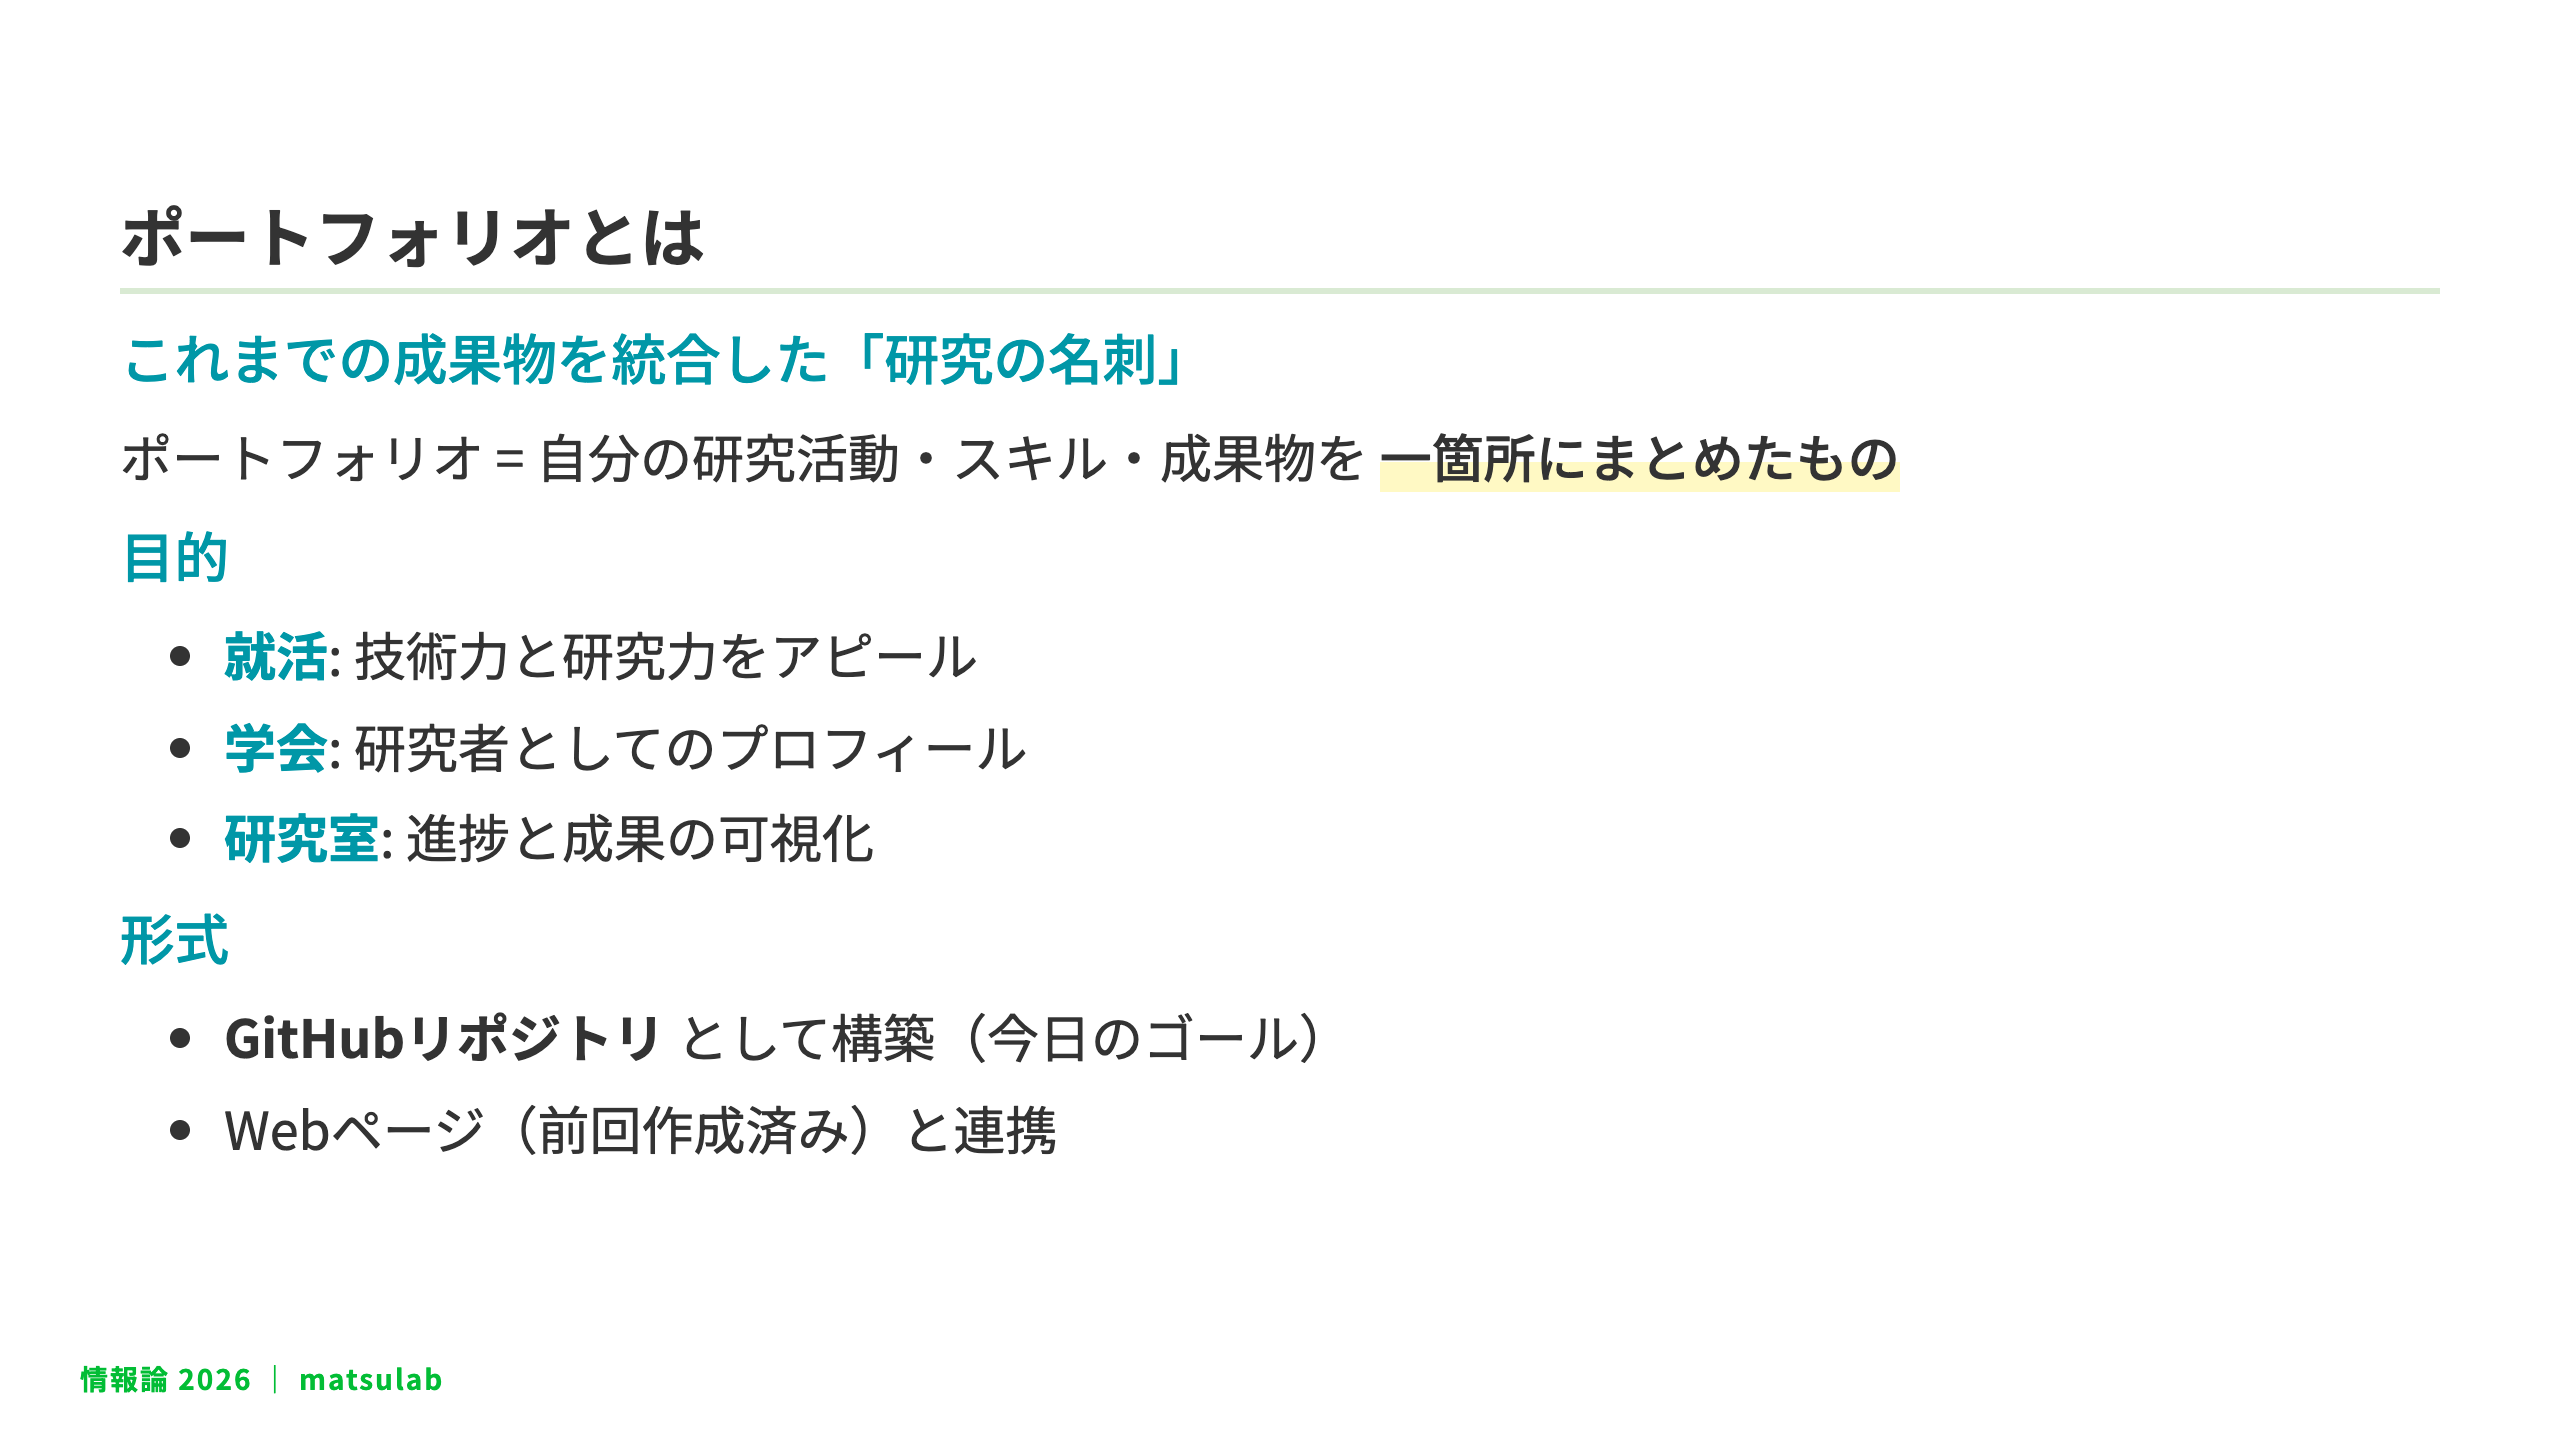 ポートフォリオとは
これまでの成果物を統合した「研究の名刺」
ポートフォリオ = 自分の研究活動・スキル・成果物を 一箇所にまとめたもの
目的
• 就活: 技術力と研究力をアピール
• 学会: 研究者としてのプロフィール
• 研究室: 進捗と成果の可視化
形式
• GitHubリポジトリ として構築（今日のゴール）
• Webページ（前回作成済み）と連携
情報論 2026 ｜ matsulab